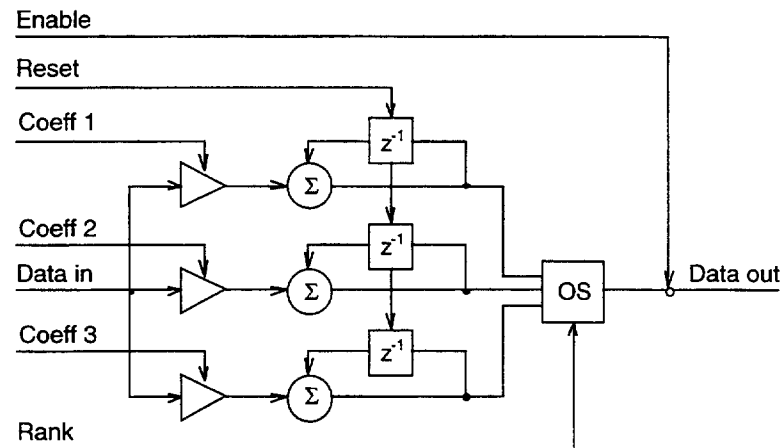 Enable
Reset
Coeff 1
z⁻¹
Σ
Coeff 2
z⁻¹
Data in
Σ
OS
Data out
Coeff 3
z⁻¹
Σ
Rank